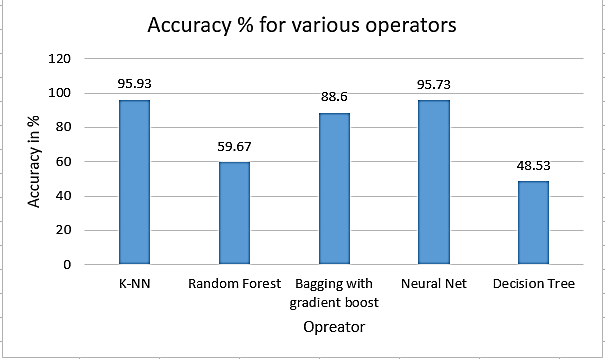 Accuracy % for various operators
120
100
80
60
40
20
0
Accuracy in %
95.93
59.67
88.6
95.73
48.53
K-NN
Random Forest
Bagging with
gradient boost
Neural Net
Decision Tree
Opreator